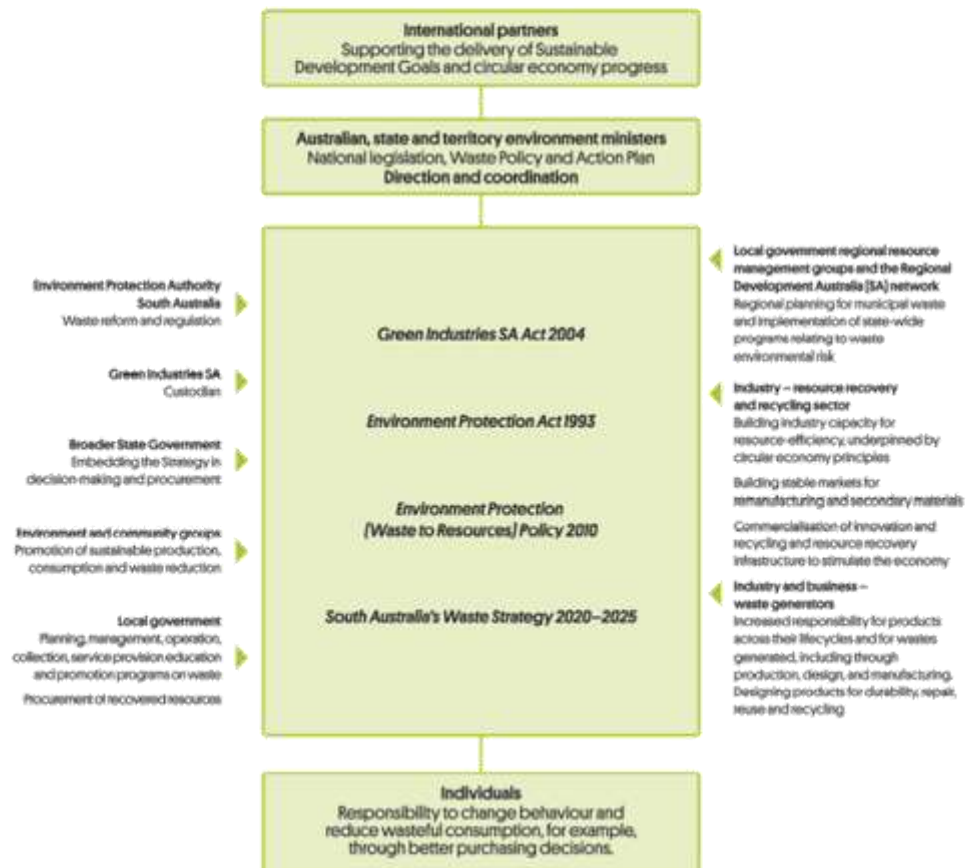 International partners
Supporting the delivery of Sustainable
Development Goals and circular economy progress
Australian, state and territory environment ministers
National legislation, Waste Policy and Action Plan
Direction and coordination
Environment Protection Authority
South Australia
Waste reform and regulation
Green Industries SA
Custodian
Broader State Government
Embedding the Strategy in
decision-making and procurement
Environment and community groups
Promotion of sustainable production,
consumption and waste reduction
Local government
Planning, management, operation,
collection, service provision education
and promotion programs on waste
Procurement of recovered resources
Green Industries SA Act 2004
Environment Protection Act 1993
Environment Protection
(Waste to Resources) Policy 2010
South Australia's Waste Strategy 2020–2025
Local government regional resource
management groups and the Regional
Development Australia (SA) network
Regional planning for municipal waste
and implementation of state-wide
programs relating to waste
environmental risk
Industry – resource recovery
and recycling sector
Building industry capacity for
resource-efficiency, underpinned by
circular economy principles
Building stable markets for
remanufacturing and secondary materials
Commercialisation of innovation and
recycling and resource recovery
infrastructure to stimulate the economy
Industry and business –
waste generators
Increased responsibility for products
across their lifecycles and for wastes
generated, including through
production, design, and manufacturing.
Designing products for durability, repair,
reuse and recycling
Individuals
Responsibility to change behaviour and
reduce wasteful consumption, for example,
through better purchasing decisions.